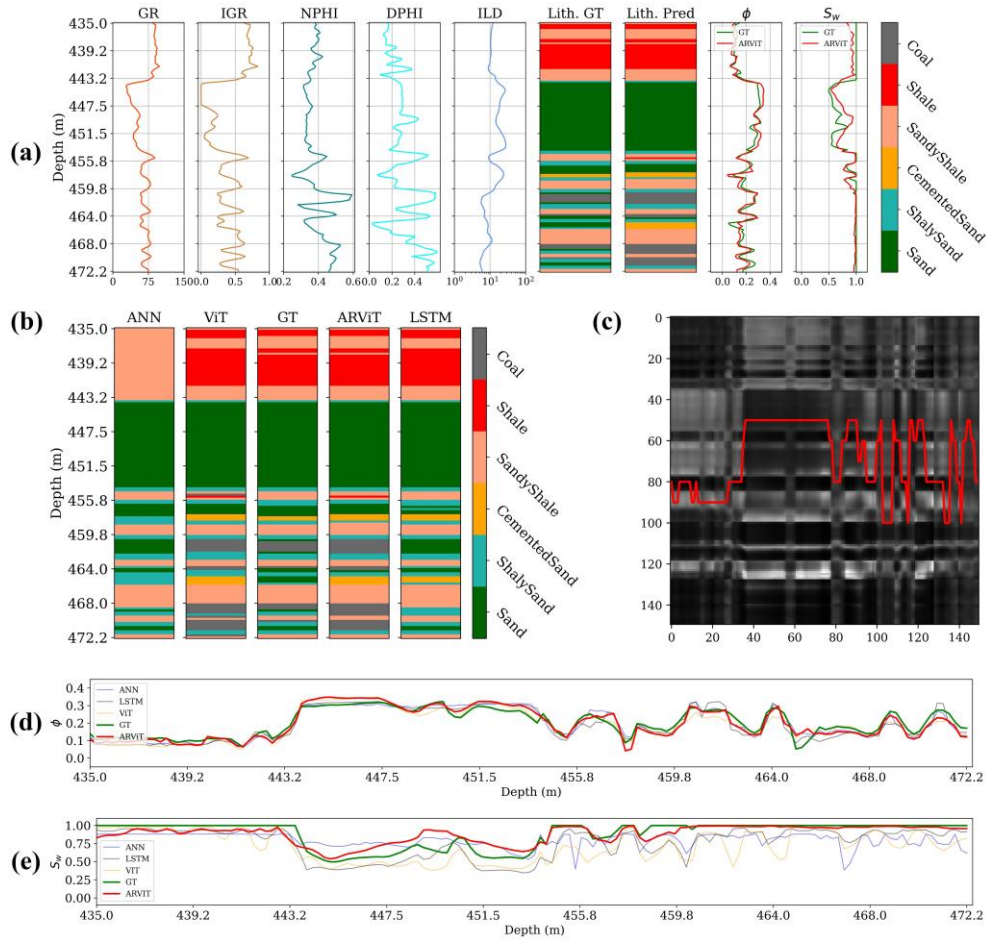 GR IGR NPHI DPHI ILD Lith. GT Lith. Pred ϕ S_w
435.0
439.2
443.2
447.5
451.5
455.8
459.8
464.0
468.0
472.2
Depth (m)
(a)
GT
ARViT
GT
ARViT
0 75 150
0.0 0.5 1.0
0.2 0.4 0.6
0.2 0.6
10⁰ 10¹ 10²
0.0 0.2 0.4
0.5 1.0
Coal
Shale
SandyShale
CementedSand
ShalySand
Sand
(b)
ANN ViT GT ARViT LSTM
435.0
439.2
443.2
447.5
451.5
455.8
459.8
464.0
468.0
472.2
Depth (m)
Coal
Shale
SandyShale
CementedSand
ShalySand
Sand
(c)
0
20
40
60
80
100
120
140
0 20 40 60 80 100 120 140
(d)
ϕ
0.4
0.3
0.2
0.1
0.0
ANN
LSTM
ViT
GT
ARViT
435.0 439.2 443.2 447.5 451.5 455.8 459.8 464.0 468.0 472.2
Depth (m)
(e)
S_w
1.00
0.75
0.50
0.25
0.00
ANN
LSTM
ViT
GT
ARViT
435.0 439.2 443.2 447.5 451.5 455.8 459.8 464.0 468.0 472.2
Depth (m)